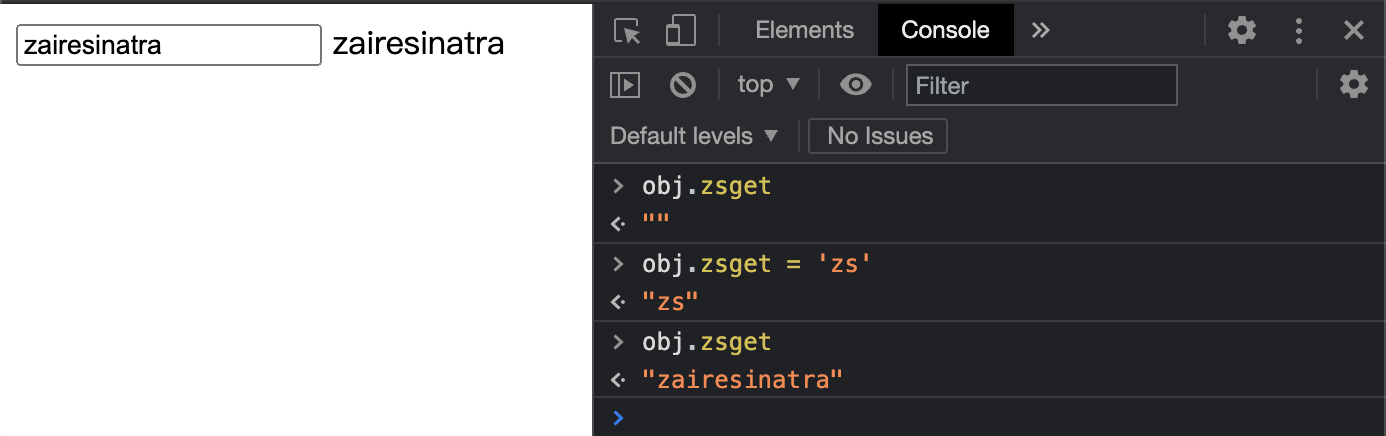 zairesinatra zairesinatra
Elements Console
top Filter
Default levels No Issues
obj.zsget
""
obj.zsget = 'zs'
"zs"
obj.zsget
"zairesinatra"